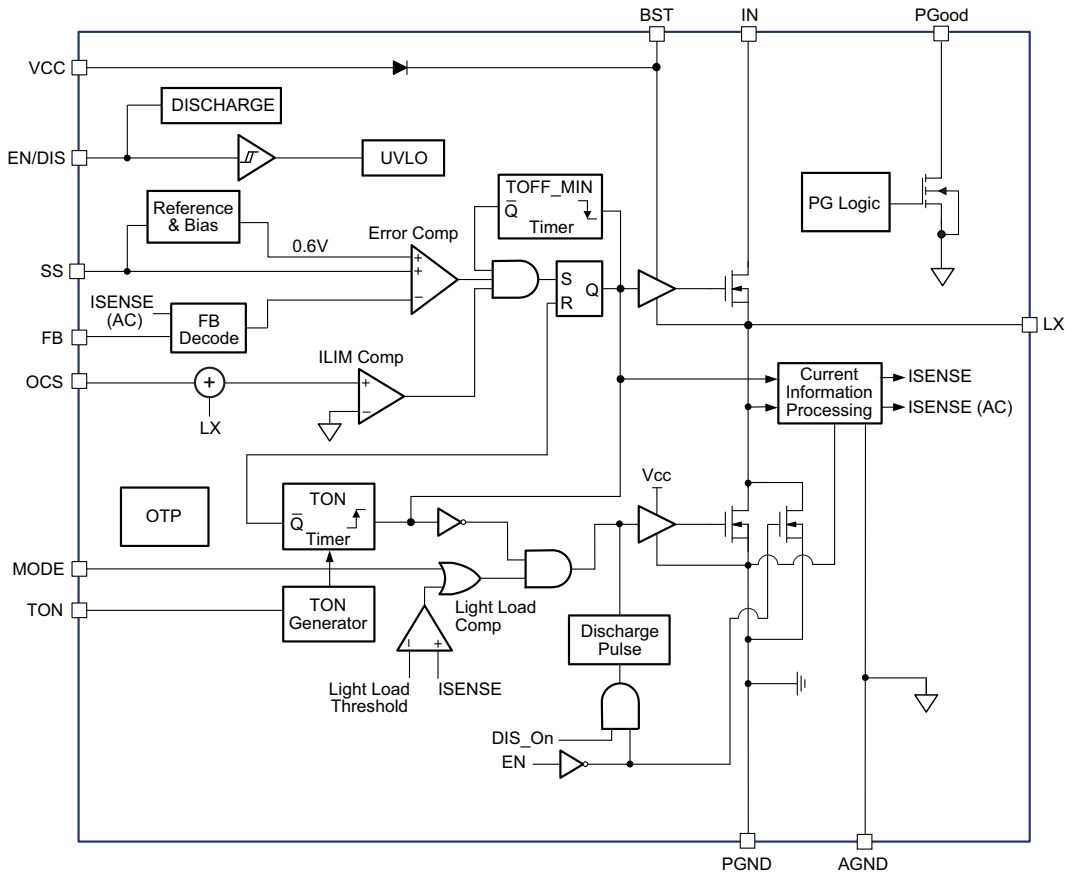 BST
IN
PGood
VCC
DISCHARGE
EN/DIS
UVLO
TOFF_MIN
Q̅
Timer
PG Logic
Reference
& Bias
0.6V
Error Comp
+
+
−
SS
S
R
Q
ISENSE
(AC)
FB
Decode
FB
LX
ILIM Comp
OCS
+
+
−
LX
Current
Information
Processing
ISENSE
ISENSE (AC)
Vcc
OTP
TON
Q̅
Timer
MODE
TON
TON
Generator
Light Load
Comp
−
+
Light Load
Threshold
ISENSE
Discharge
Pulse
DIS_On
EN
PGND
AGND